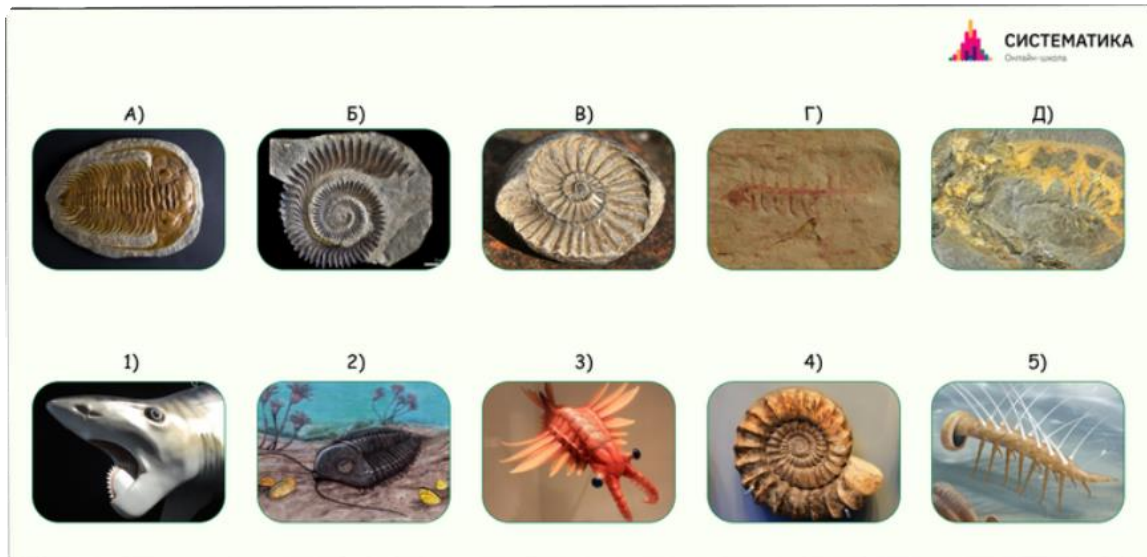 СИСТЕМАТИКА
Онлайн-школа
А) Б) В) Г) Д)
1) 2) 3) 4) 5)